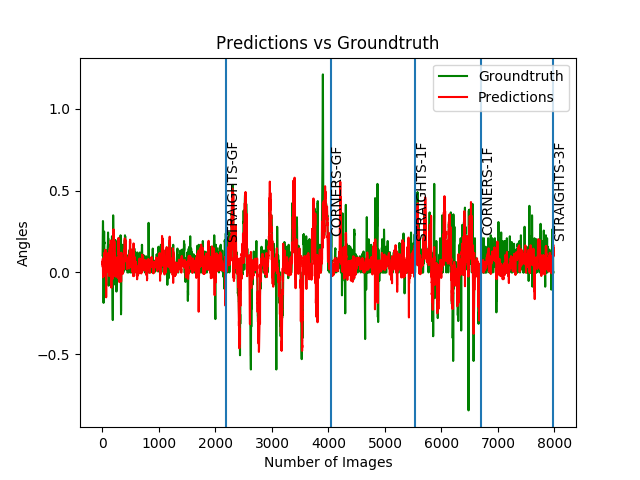 Predictions vs Groundtruth
Groundtruth
Predictions
STRAIGHTS-GF
CORNERS-GF
STRAIGHTS-1F
CORNERS-1F
STRAIGHTS-3F
Angles
1.0
0.5
0.0
−0.5
0 1000 2000 3000 4000 5000 6000 7000 8000
Number of Images